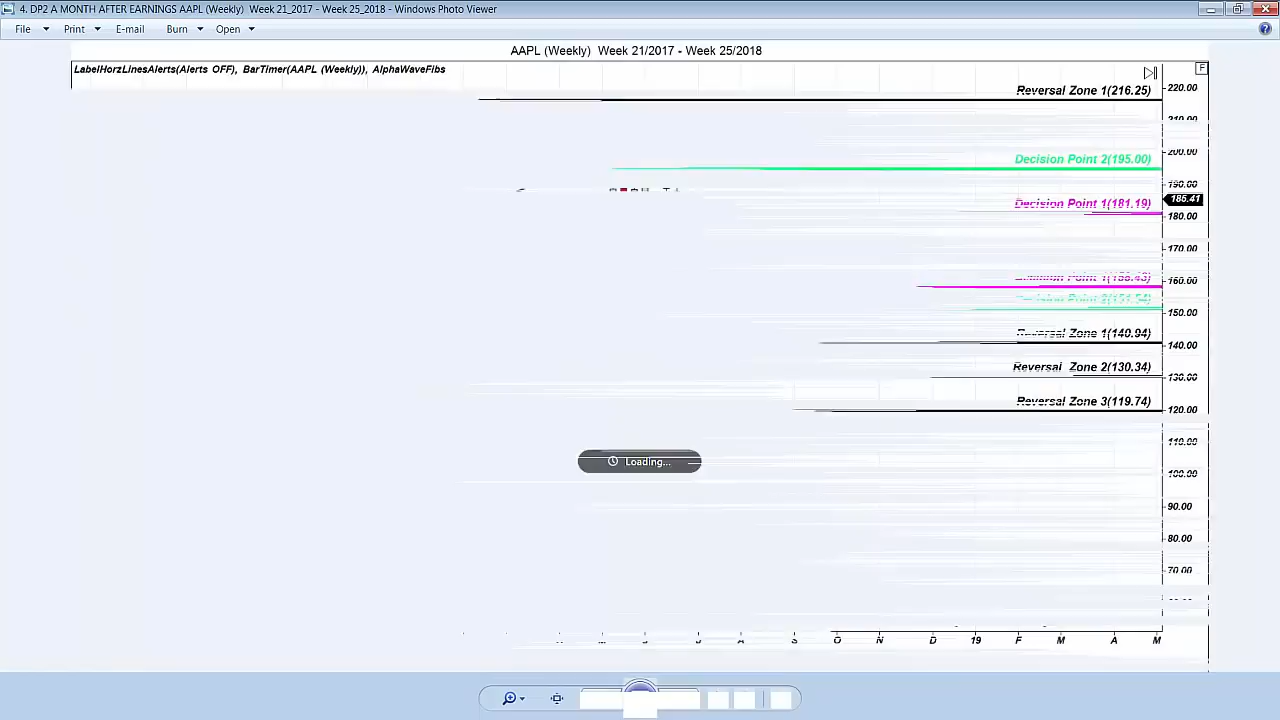 4. DP2 A MONTH AFTER EARNINGS AAPL (Weekly)  Week 21_2017 - Week 25_2018 - Windows Photo Viewer
File Print E-mail Burn Open
AAPL (Weekly)  Week 21/2017 - Week 25/2018
LabelHorzLinesAlerts(Alerts OFF),  BarTimer(AAPL (Weekly)),  AlphaWaveFibs
F
Reversal Zone 1(216.25)
220.00
210.00
200.00
Decision Point 2(195.00)
190.00
185.41
Decision Point 1(181.19)
180.00
170.00
160.00
150.00
Reversal Zone 1(140.94)
140.00
Reversal  Zone 2(130.34)
130.00
Reversal Zone 3(119.74)
120.00
110.00
Loading...
100.00
90.00
80.00
70.00
S O N D 19 F M A M